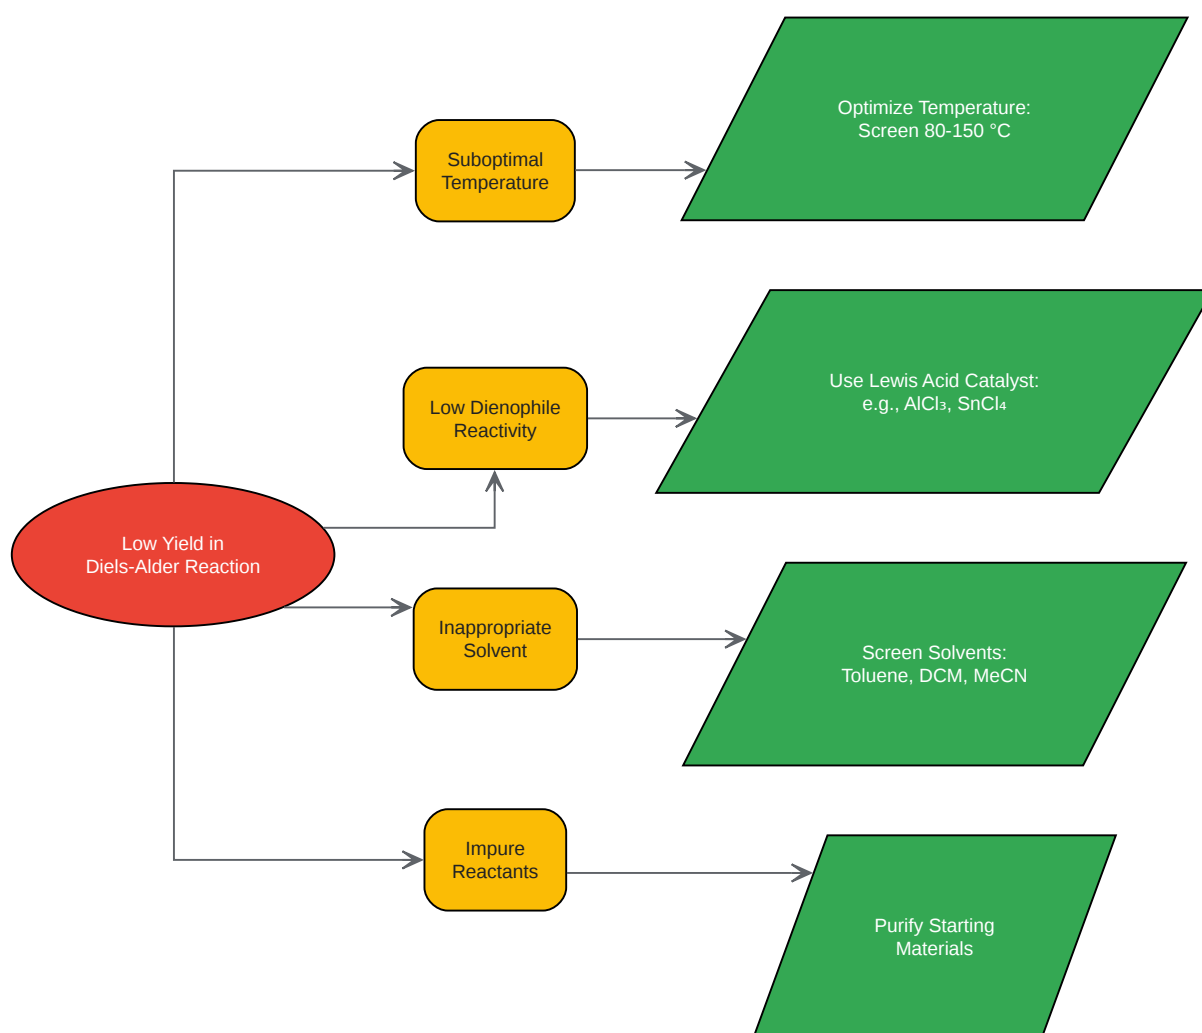 Optimize Temperature:
Screen 80-150 °C
Suboptimal
Temperature
Use Lewis Acid Catalyst:
e.g., AlCl₃, SnCl₄
Low Dienophile
Reactivity
Low Yield in
Diels-Alder Reaction
Inappropriate
Solvent
Screen Solvents:
Toluene, DCM, MeCN
Impure
Reactants
Purify Starting
Materials